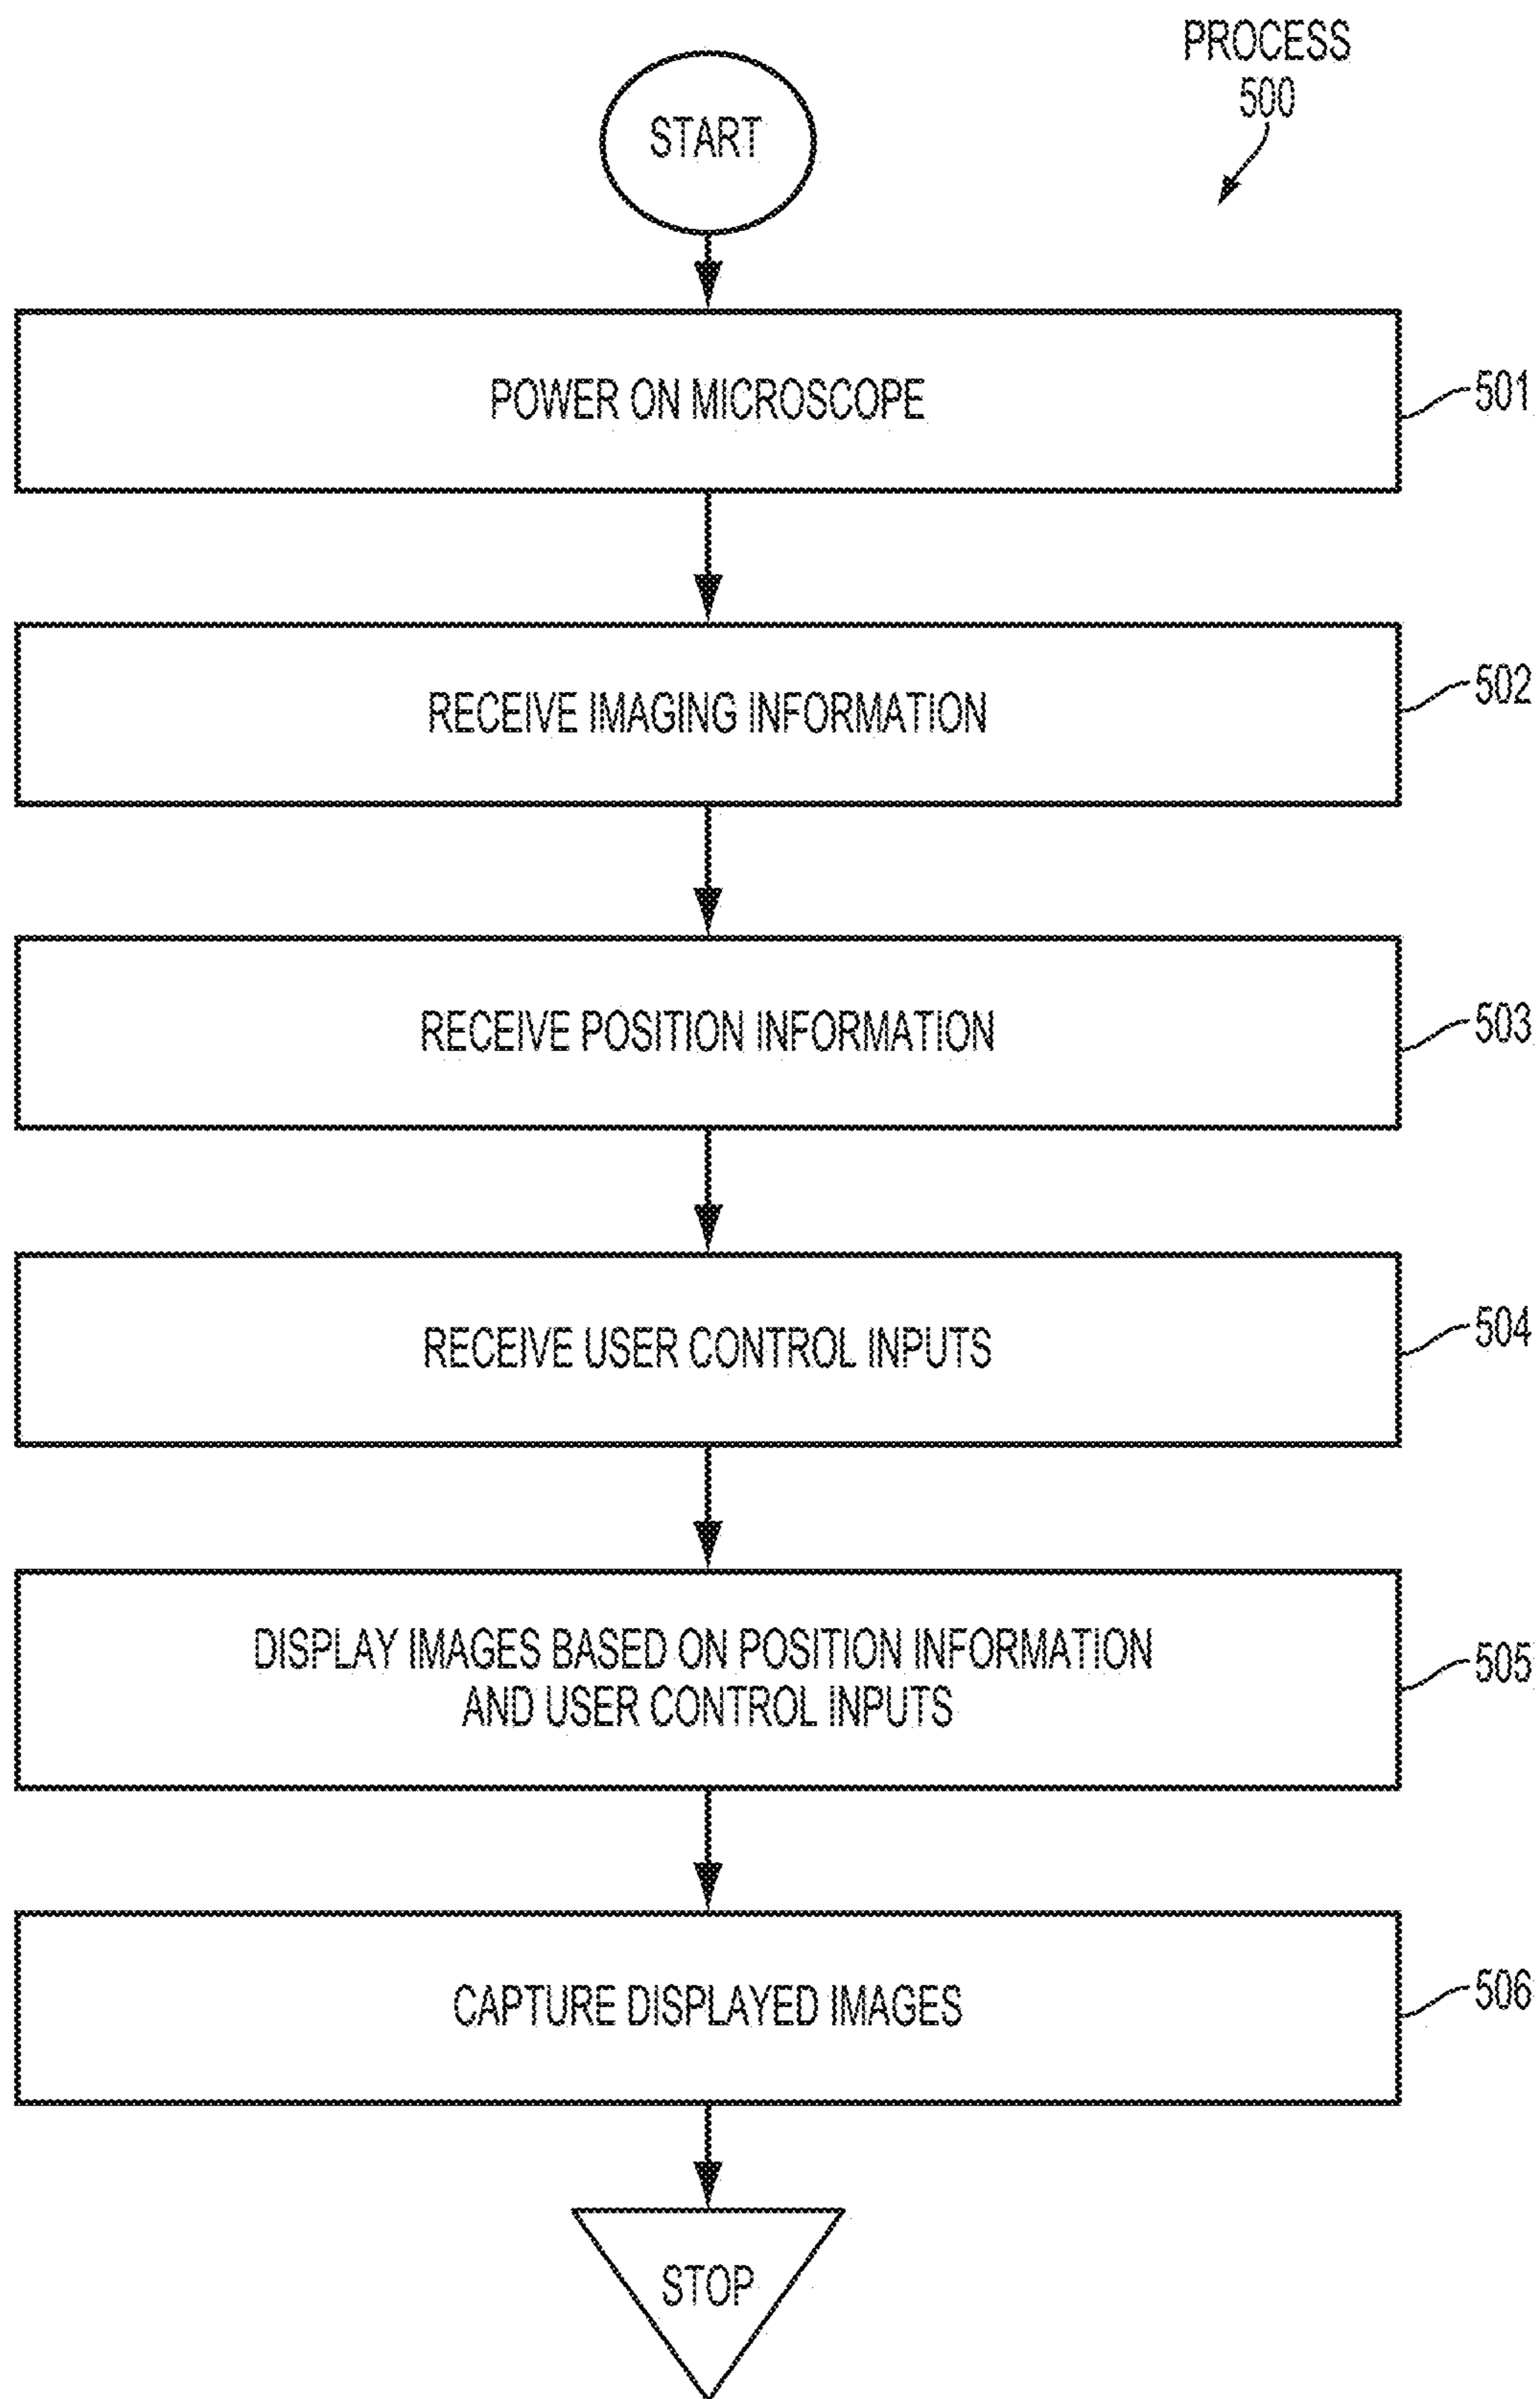 PROCESS
500
START
POWER ON MICROSCOPE
501
RECEIVE IMAGING INFORMATION
502
RECEIVE POSITION INFORMATION
503
RECEIVE USER CONTROL INPUTS
504
DISPLAY IMAGES BASED ON POSITION INFORMATION
AND USER CONTROL INPUTS
505
CAPTURE DISPLAYED IMAGES
506
STOP